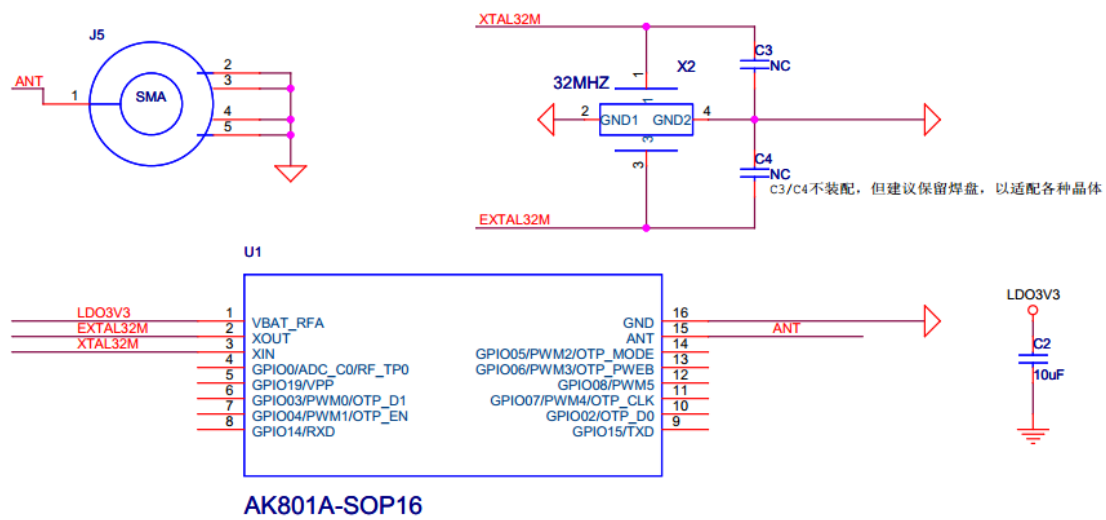 J5
ANT
1
SMA
2
3
4
5
XTAL32M
C3
NC
X2
32MHZ
1
1
2
GND1
GND2
4
3
3
C4
NC
C3/C4不装配，但建议保留焊盘，以适配各种晶体
EXTAL32M
U1
LDO3V3
1
VBAT_RFA
EXTAL32M
2
XOUT
XTAL32M
3
XIN
4
GPIO0/ADC_C0/RF_TP0
5
GPIO19/VPP
6
GPIO03/PWM0/OTP_D1
7
GPIO04/PWM1/OTP_EN
8
GPIO14/RXD
GND
16
ANT
15
ANT
GPIO05/PWM2/OTP_MODE
14
GPIO06/PWM3/OTP_PWEB
13
GPIO08/PWM5
12
GPIO07/PWM4/OTP_CLK
11
GPIO02/OTP_D0
10
GPIO15/TXD
9
AK801A-SOP16
LDO3V3
C2
10uF